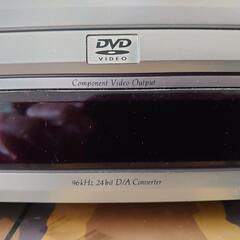 DVD
VIDEO
Component Video Output
96kHz 24bit D/A Converter